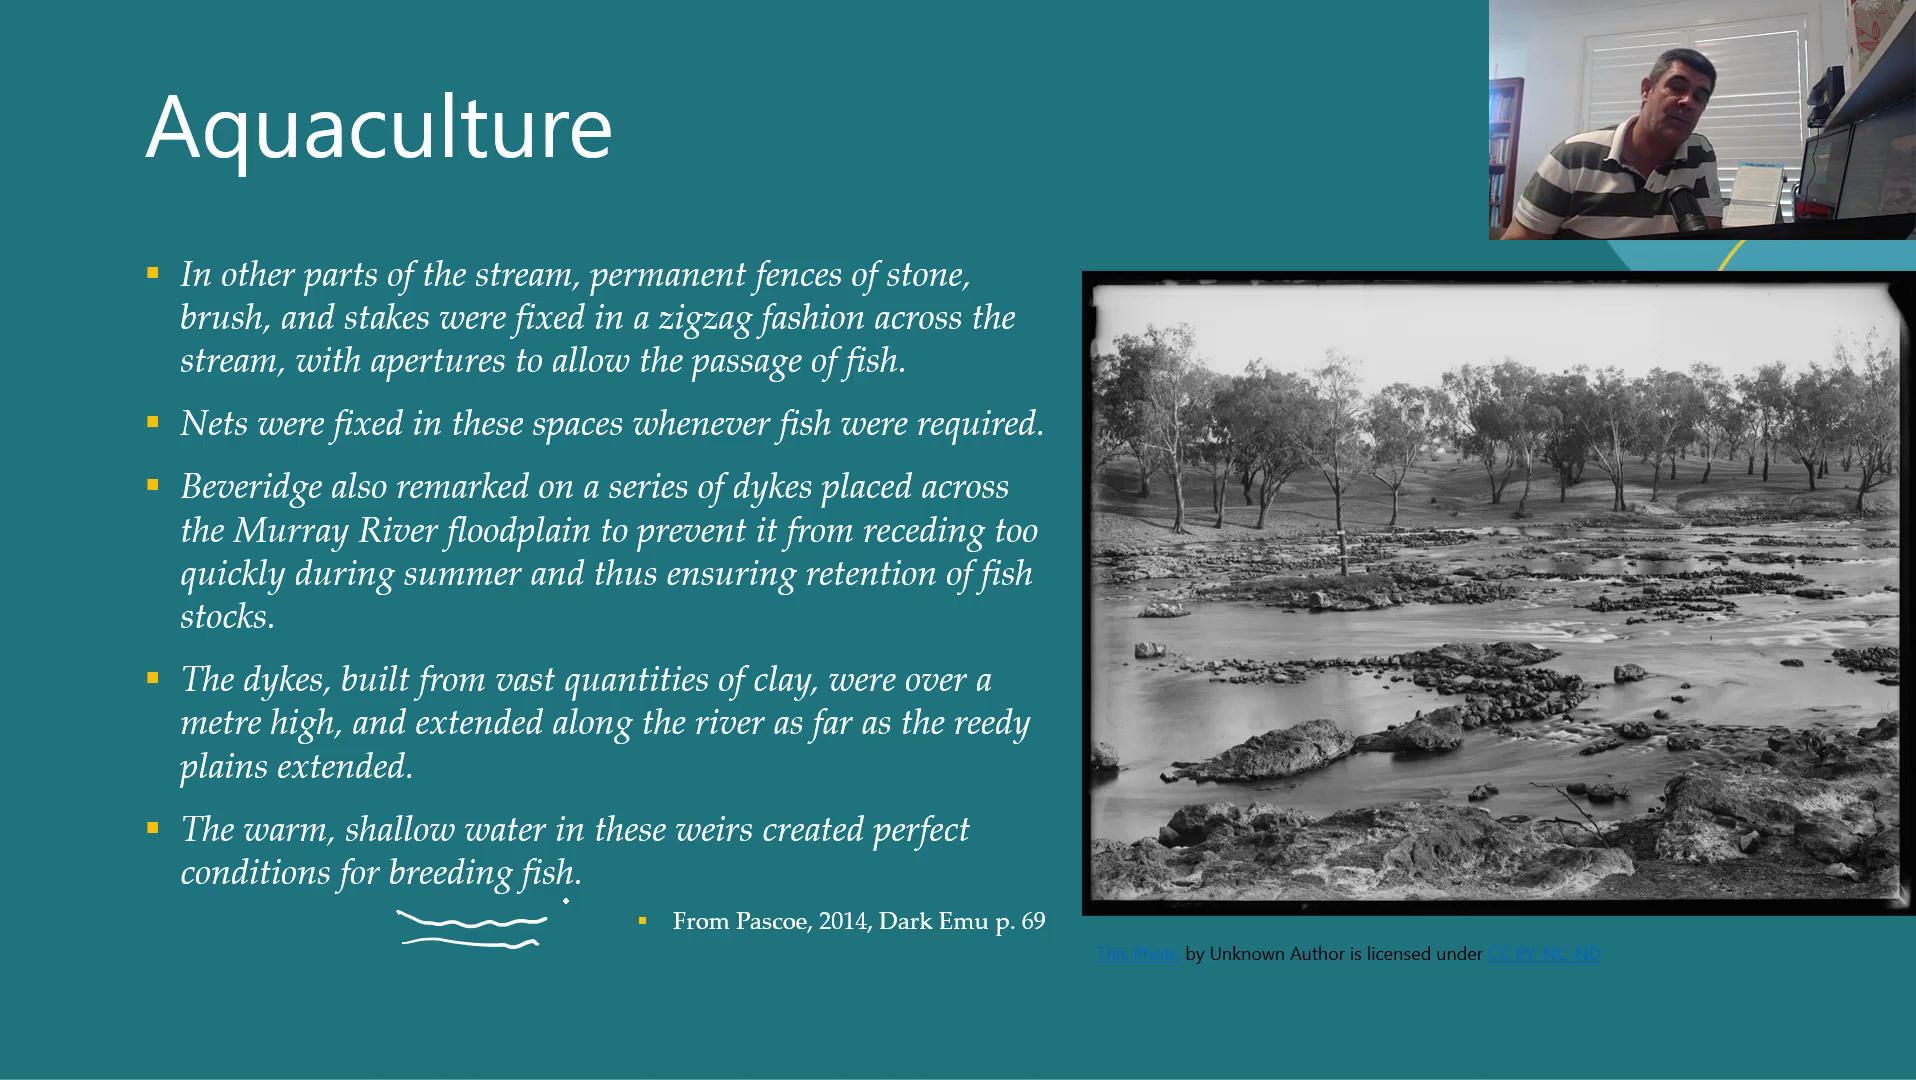 Aquaculture
In other parts of the stream, permanent fences of stone,
brush, and stakes were fixed in a zigzag fashion across the
stream, with apertures to allow the passage of fish.
Nets were fixed in these spaces whenever fish were required.
Beveridge also remarked on a series of dykes placed across
the Murray River floodplain to prevent it from receding too
quickly during summer and thus ensuring retention of fish
stocks.
The dykes, built from vast quantities of clay, were over a
metre high, and extended along the river as far as the reedy
plains extended.
The warm, shallow water in these weirs created perfect
conditions for breeding fish.
From Pascoe, 2014, Dark Emu p. 69
This Photo by Unknown Author is licensed under CC BY-NC-ND